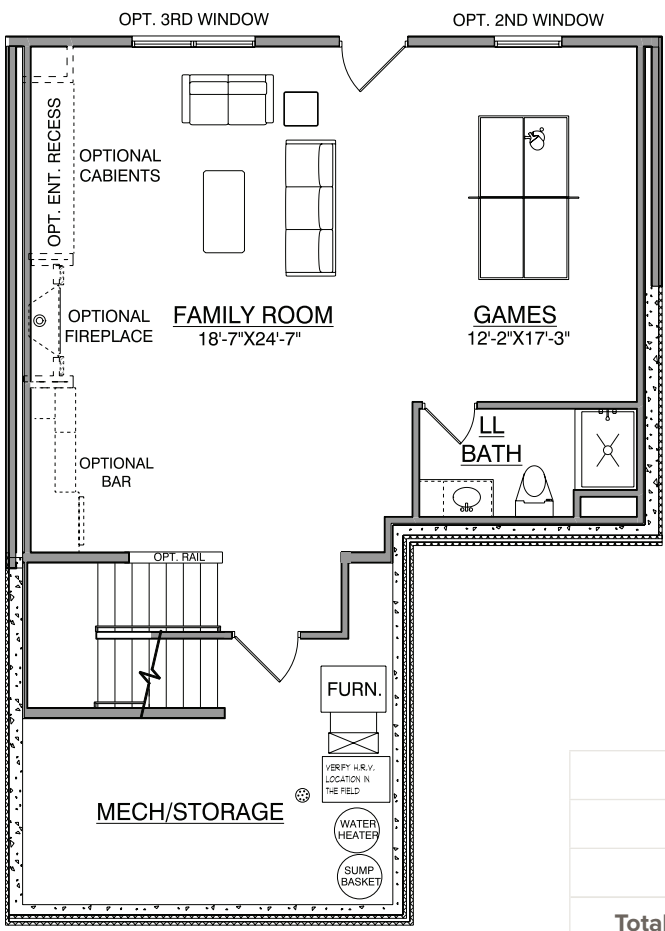 OPT. 3RD WINDOW
OPT. 2ND WINDOW
OPT. ENT. RECESS
OPTIONAL
CABIENTS
OPTIONAL
FIREPLACE
FAMILY ROOM
18'-7"X24'-7"
GAMES
12'-2"X17'-3"
LL
BATH
OPTIONAL
BAR
OPT. RAIL
FURN.
VERIFY H.R.V.
LOCATION IN
THE FIELD
MECH/STORAGE
WATER
HEATER
SUMP
BASKET
Total